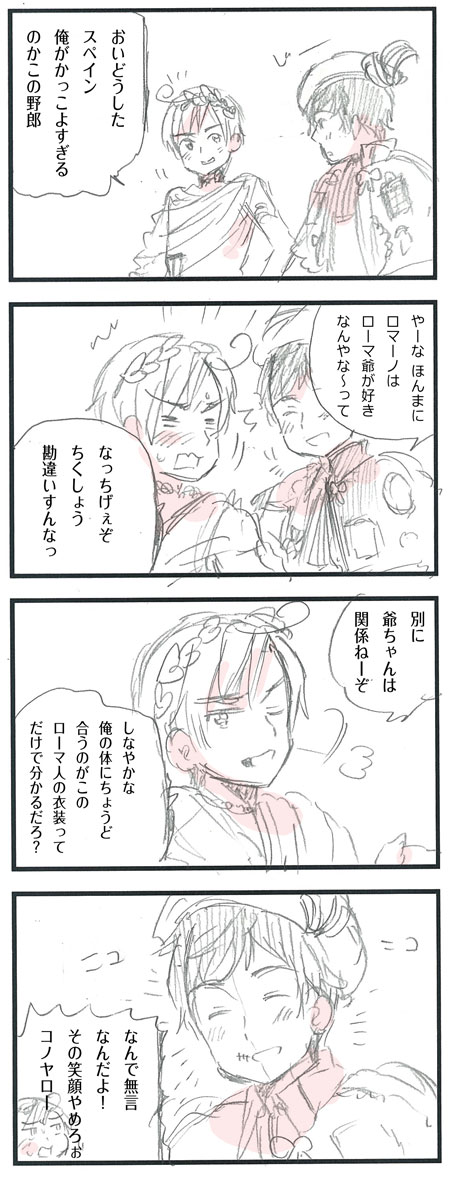 じー
おいどうした
スペイン
俺がかっこよすぎる
のかこの野郎
やーな ほんまに
ロマーノは
ローマ爺が好き
なんやな～って
なっちげぇぞ
ちくしょう
勘違いすんなっ
別に
爺ちゃんは
関係ねーぞ
しなやかな
俺の体にちょうど
合うのがこの
ローマ人の衣装って
だけで分かるだろ？
ニコ
ニコ
なんで無言
なんだよ！
その笑顔やめろぉ
コノヤロー